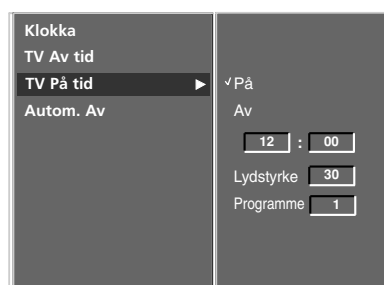 Klokka
TV Av tid
TV På tid ▶
Autom. Av
✓På
Av
12 : 00
Lydstyrke 30
Programme 1